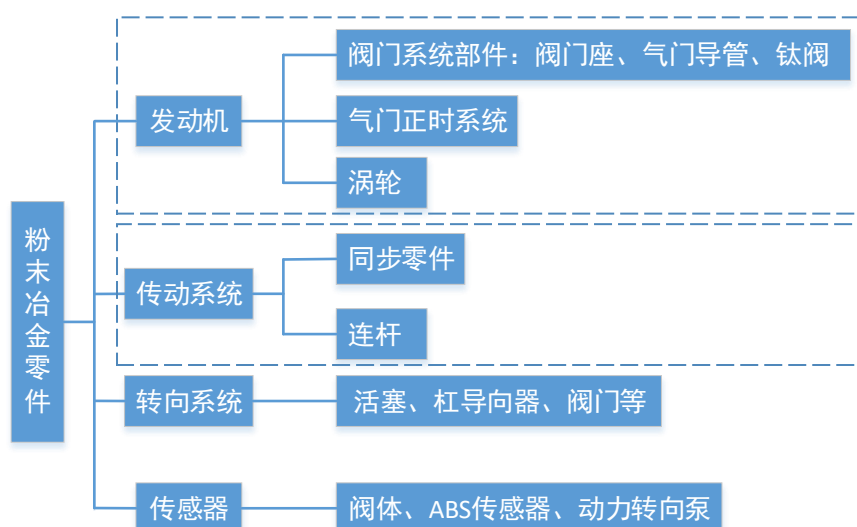 粉末冶金零件
发动机
阀门系统部件：阀门座、气门导管、钛阀
气门正时系统
涡轮
传动系统
同步零件
连杆
转向系统
活塞、杠导向器、阀门等
传感器
阀体、ABS传感器、动力转向泵